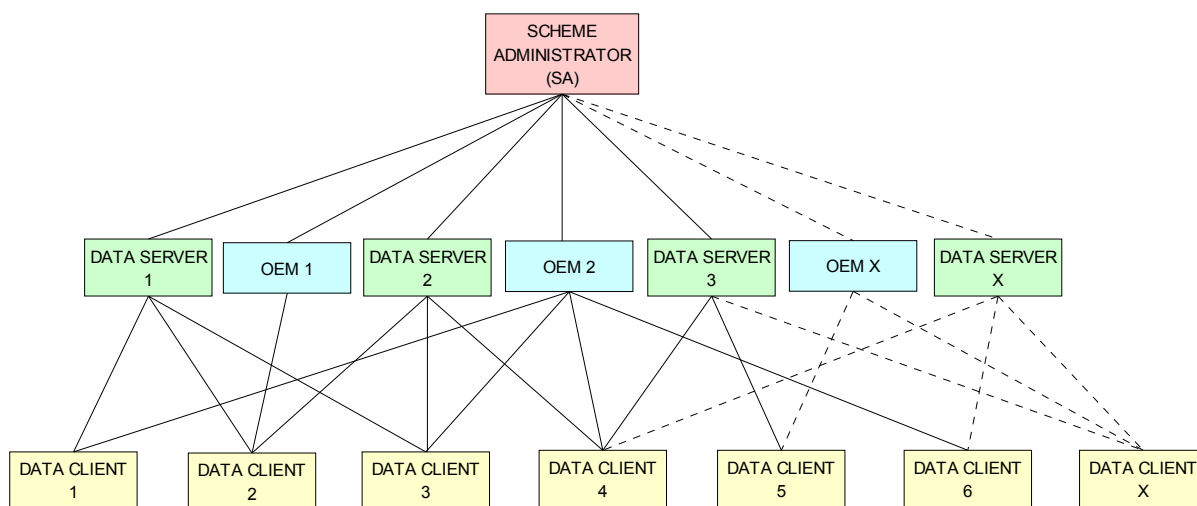 SCHEME
ADMINISTRATOR
(SA)
DATA SERVER
1
OEM 1
DATA SERVER
2
OEM 2
DATA SERVER
3
OEM X
DATA SERVER
X
DATA CLIENT
1
DATA CLIENT
2
DATA CLIENT
3
DATA CLIENT
4
DATA CLIENT
5
DATA CLIENT
6
DATA CLIENT
X